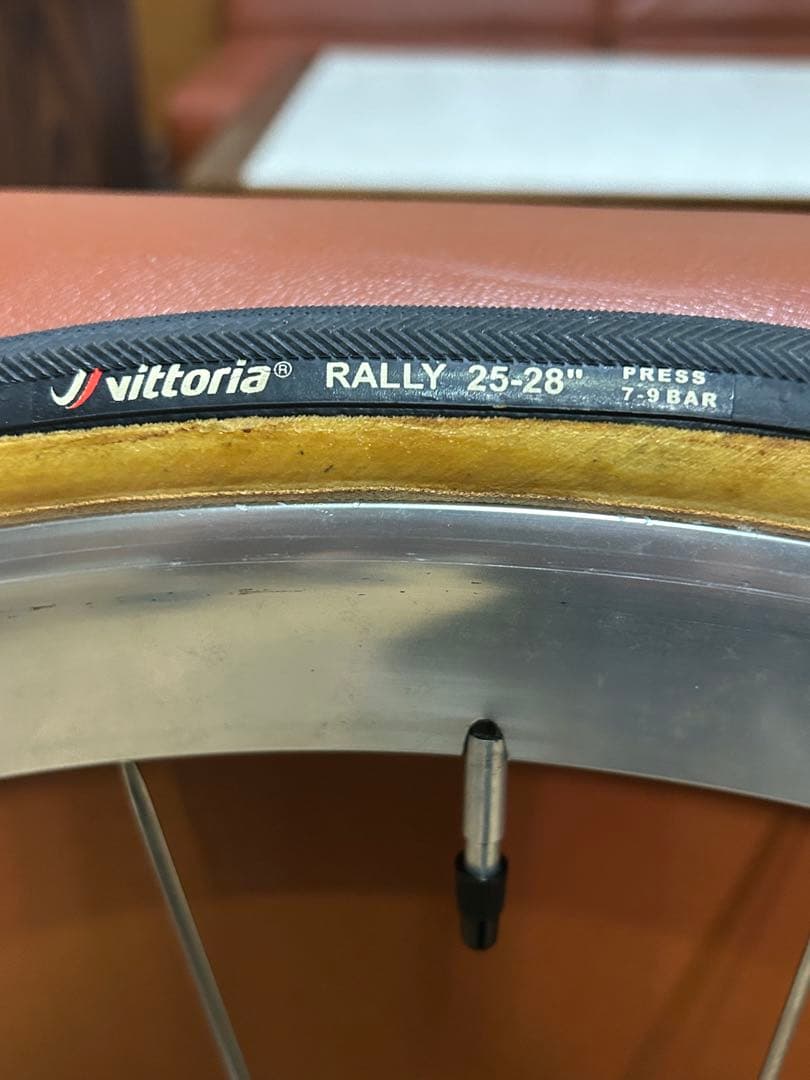 vittoria® RALLY 25-28" PRESS
7-9 BAR